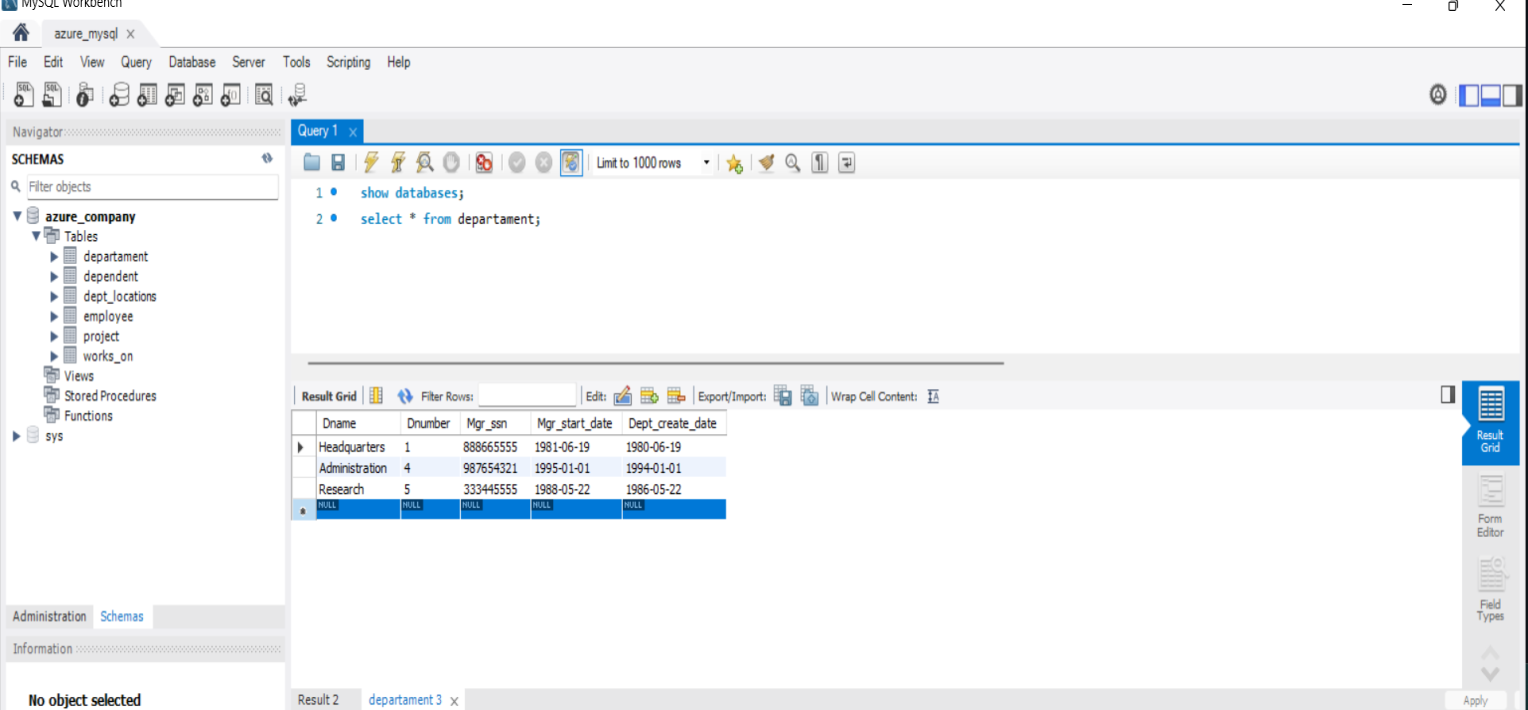 MySQL Workbench
azure_mysql
File Edit View Query Database Server Tools Scripting Help
Navigator
SCHEMAS
Filter objects
azure_company
Tables
departament
dependent
dept_locations
employee
project
works_on
Views
Stored Procedures
Functions
sys
Administration Schemas
Information
No object selected
Query 1
Limit to 1000 rows
1 show databases;
2 select * from departament;
Result Grid Filter Rows: Edit: Export/Import: Wrap Cell Content:
Dname Dnumber Mgr_ssn Mgr_start_date Dept_create_date
Headquarters 1 888665555 1981-06-19 1980-06-19
Administration 4 987654321 1995-01-01 1994-01-01
Research 5 333445555 1988-05-22 1986-05-22
NULL NULL NULL NULL NULL
Result
Grid
Form
Editor
Field
Types
Result 2 departament 3
Apply